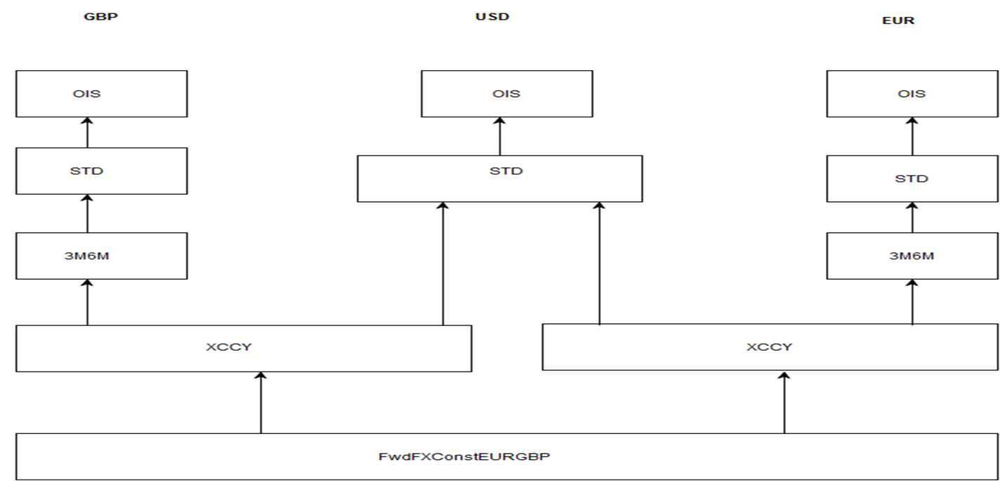 GBP
USD
EUR
OIS
OIS
OIS
STD
STD
STD
3M6M
3M6M
XCCY
XCCY
FwdFXConstEURGBP